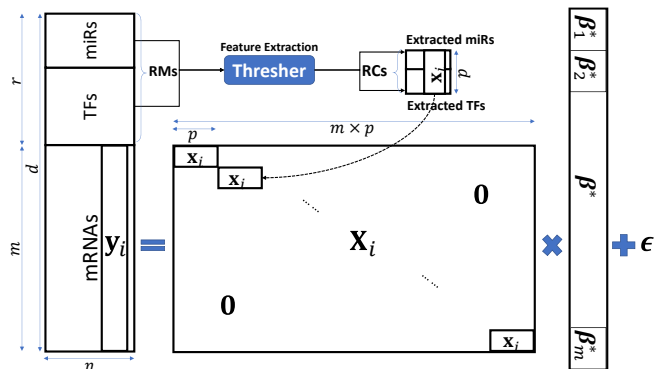 miRs
TFs
mRNAs
r
d
m
n
RMs
Feature Extraction
Thresher
RCs
Extracted miRs
x_i
p
Extracted TFs
m × p
p
x_i
x_i
0
X_i
0
x_i
y_i
=
×
β*_1
β*_2
β*
β*_m
+
ϵ